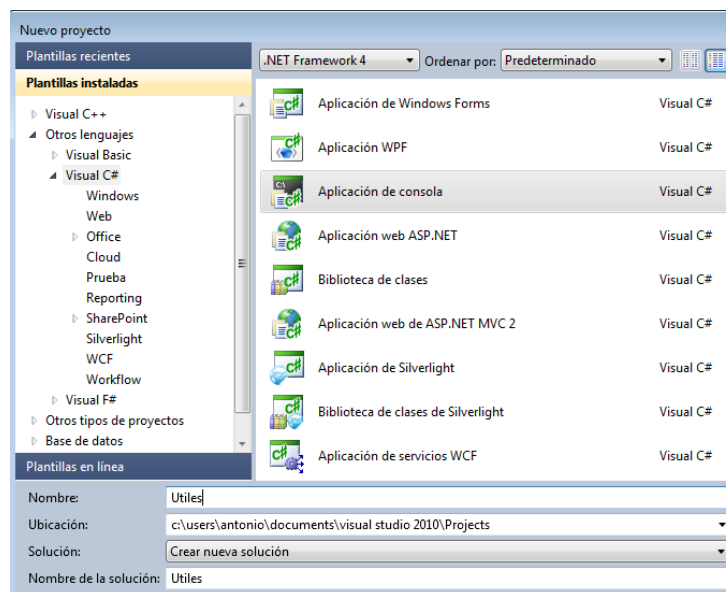 Nuevo proyecto
Plantillas recientes
Plantillas instaladas
Visual C++
Otros lenguajes
Visual Basic
Visual C#
Windows
Web
Office
Cloud
Prueba
Reporting
SharePoint
Silverlight
WCF
Workflow
Visual F#
Otros tipos de proyectos
Base de datos
Plantillas en línea
.NET Framework 4 Ordenar por: Predeterminado
Aplicación de Windows Forms Visual C#
Aplicación WPF Visual C#
Aplicación de consola Visual C#
Aplicación web ASP.NET Visual C#
Biblioteca de clases Visual C#
Aplicación web de ASP.NET MVC 2 Visual C#
Aplicación de Silverlight Visual C#
Biblioteca de clases de Silverlight Visual C#
Aplicación de servicios WCF Visual C#
Nombre: Utiles
Ubicación: c:\users\antonio\documents\visual studio 2010\Projects
Solución: Crear nueva solución
Nombre de la solución: Utiles